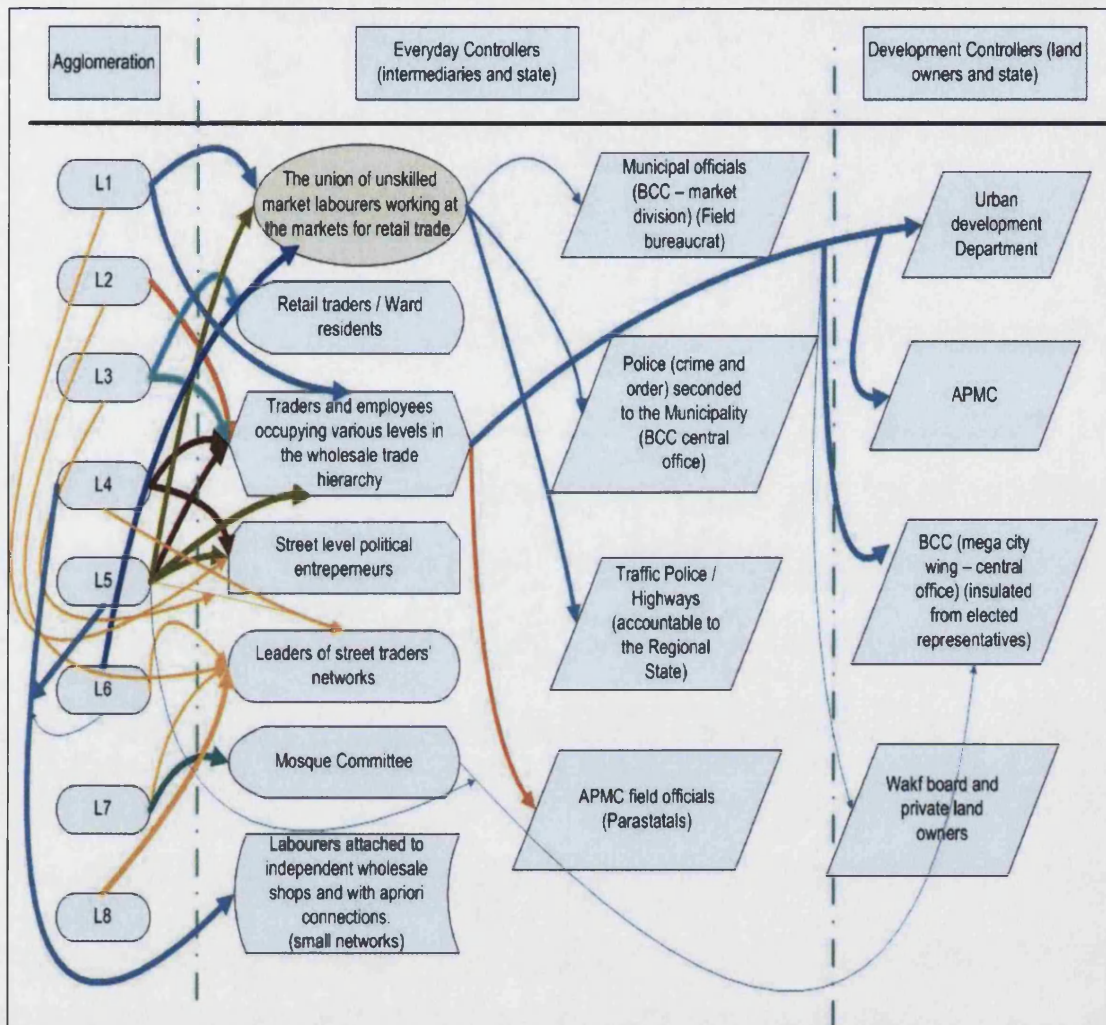 Agglomeration
Everyday Controllers
(intermediaries and state)
Development Controllers (land
owners and state)
L1
L2
L3
L4
L5
L6
L7
L8
The union of unskilled
market labourers working at
the markets for retail trade.
Retail traders / Ward
residents
Traders and employees
occupying various levels in
the wholesale trade
hierarchy
Street level political
entreperneurs
Leaders of street traders'
networks
Mosque Committee
Labourers attached to
independent wholesale
shops and with apriori
connections.
(small networks)
Municipal officials
(BCC – market
division) (Field
bureaucrat)
Police (crime and
order) seconded
to the Municipality
(BCC central
office)
Traffic Police /
Highways
(accountable to
the Regional
State)
APMC field officials
(Parastatals)
Urban
development
Department
APMC
BCC (mega city
wing – central
office) (insulated
from elected
representatives)
Wakf board and
private land
owners